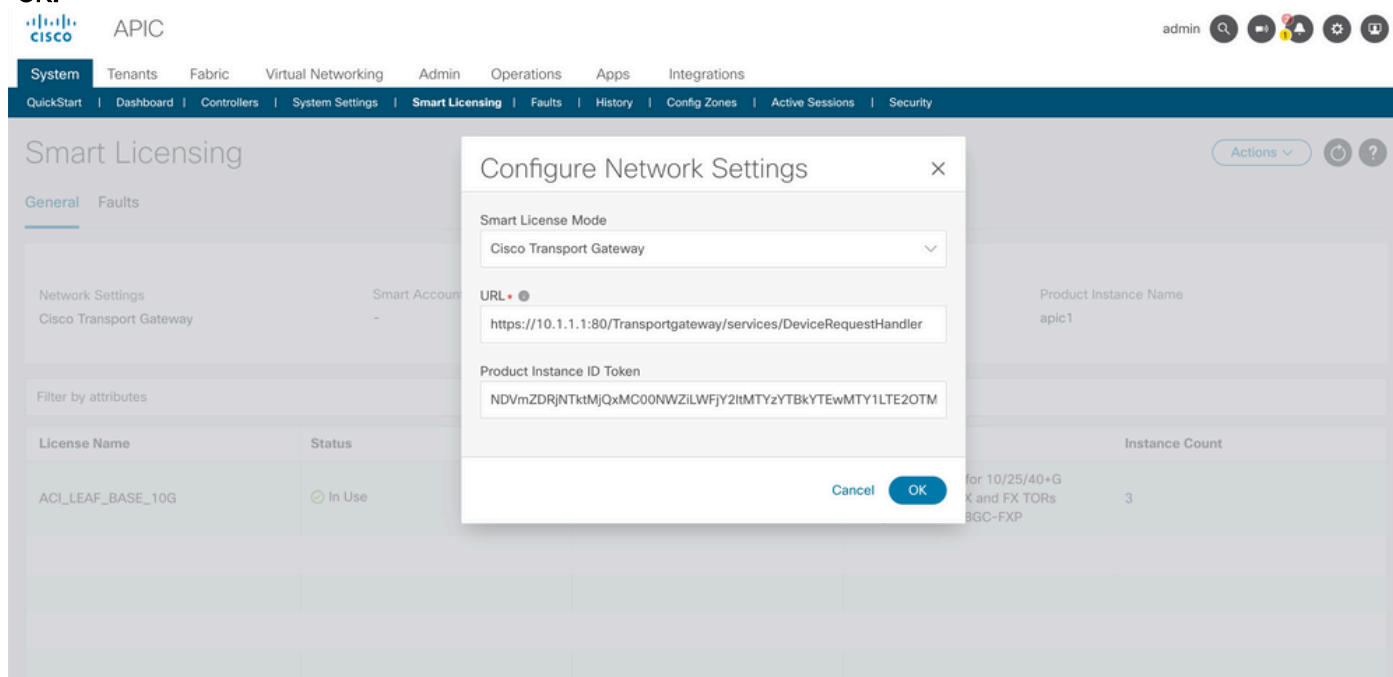 OK.
CISCO
APIC
admin
2
1
System Tenants Fabric Virtual Networking Admin Operations Apps Integrations
QuickStart | Dashboard | Controllers | System Settings | Smart Licensing | Faults | History | Config Zones | Active Sessions | Security
Smart Licensing
Actions
?
General Faults
Configure Network Settings
Smart License Mode
Cisco Transport Gateway
URL
https://10.1.1.1:80/Transportgateway/services/DeviceRequestHandler
Product Instance ID Token
NDVmZDRjNTktMjQxMC00NWZiLWFjY2ItMTYzYTBkYTEwMTY1LTE2OTM
Cancel OK
Network Settings
Cisco Transport Gateway
Smart Accoun
-
Product Instance Name
apic1
Filter by attributes
License Name Status Instance Count
ACI_LEAF_BASE_10G In Use 3
for 10/25/40+G
X and FX TORs
8GC-FXP